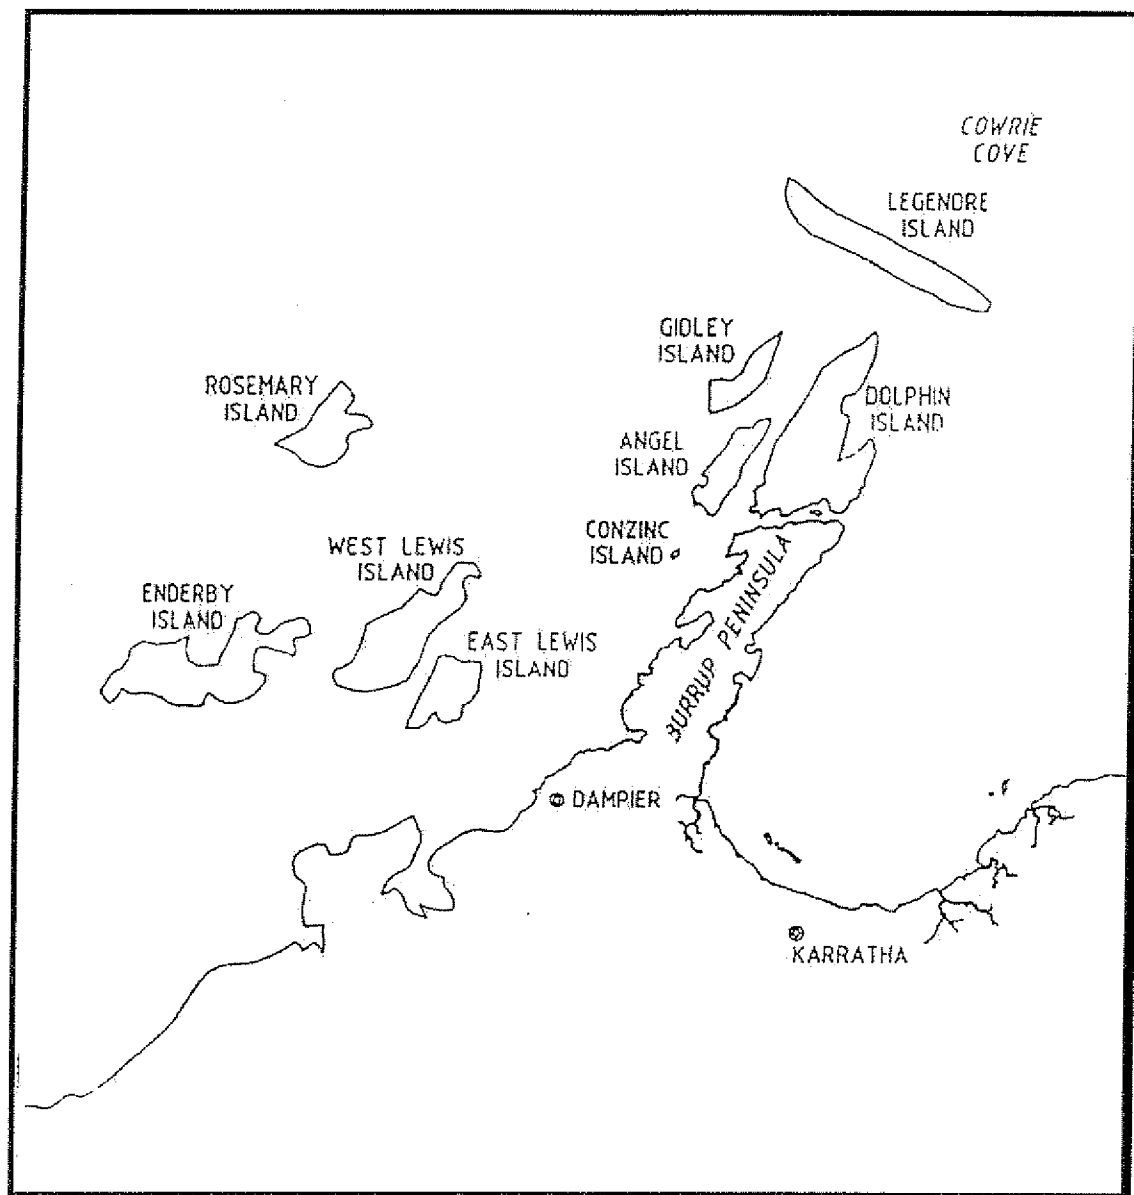 COWRIE
COVE
LEGENDRE
ISLAND
GIDLEY
ISLAND
ROSEMARY
ISLAND
DOLPHIN
ISLAND
ANGEL
ISLAND
CONZINC
ISLAND
WEST LEWIS
ISLAND
ENDERBY
ISLAND
EAST LEWIS
ISLAND
BURRUP PENINSULA
DAMPIER
KARRATHA